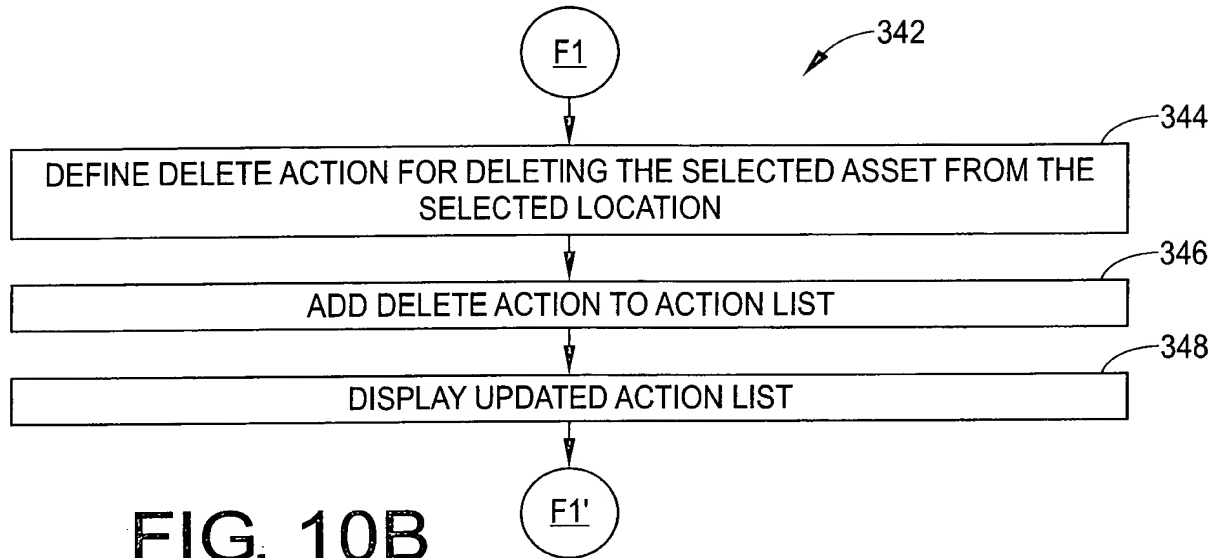 F1
342
344
DEFINE DELETE ACTION FOR DELETING THE SELECTED ASSET FROM THE
SELECTED LOCATION
346
ADD DELETE ACTION TO ACTION LIST
348
DISPLAY UPDATED ACTION LIST
F1'
FIG. 10B